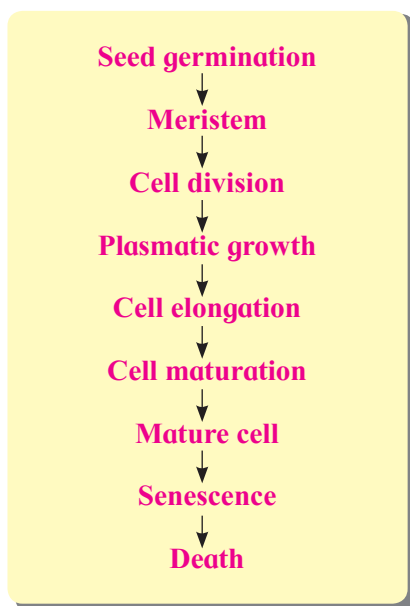 Seed germination
Meristem
Cell division
Plasmatic growth
Cell elongation
Cell maturation
Mature cell
Senescence
Death